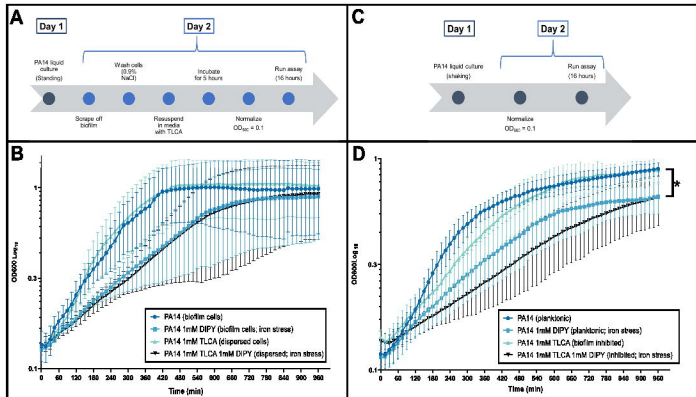 A
Day 1
Day 2
PA14 liquid
culture
(Standing)
Wash cells
(0.9%
NaCl)
Incubate
for 5 hours
Run assay
(16 hours)
Scrape off
biofilm
Resuspend
in media
with TLCA
Normalize
OD₆₀₀ = 0.1
C
Day 1
Day 2
PA14 liquid culture
(shaking)
Run assay
(16 hours)
Normalize
OD₆₀₀ = 0.1
B
OD600 Log₁₀
1
0.3
0.1
PA14 (biofilm cells)
PA14 1mM DIPY (biofilm cells; iron stress)
PA14 1mM TLCA (dispersed cells)
PA14 1mM TLCA 1mM DIPY (dispersed; iron stress)
0 60 120 180 240 300 360 420 480 540 600 660 720 780 840 900 960
Time (min)
D
OD600 Log₁₀
1
0.3
0.1
*
PA14 (planktonic)
PA14 1mM DIPY (planktonic; iron stress)
PA14 1mM TLCA (biofilm inhibited)
PA14 1mM TLCA 1mM DIPY (inhibited; iron stress)
0 60 120 180 240 300 360 420 480 540 600 660 720 780 840 900 960
Time (min)